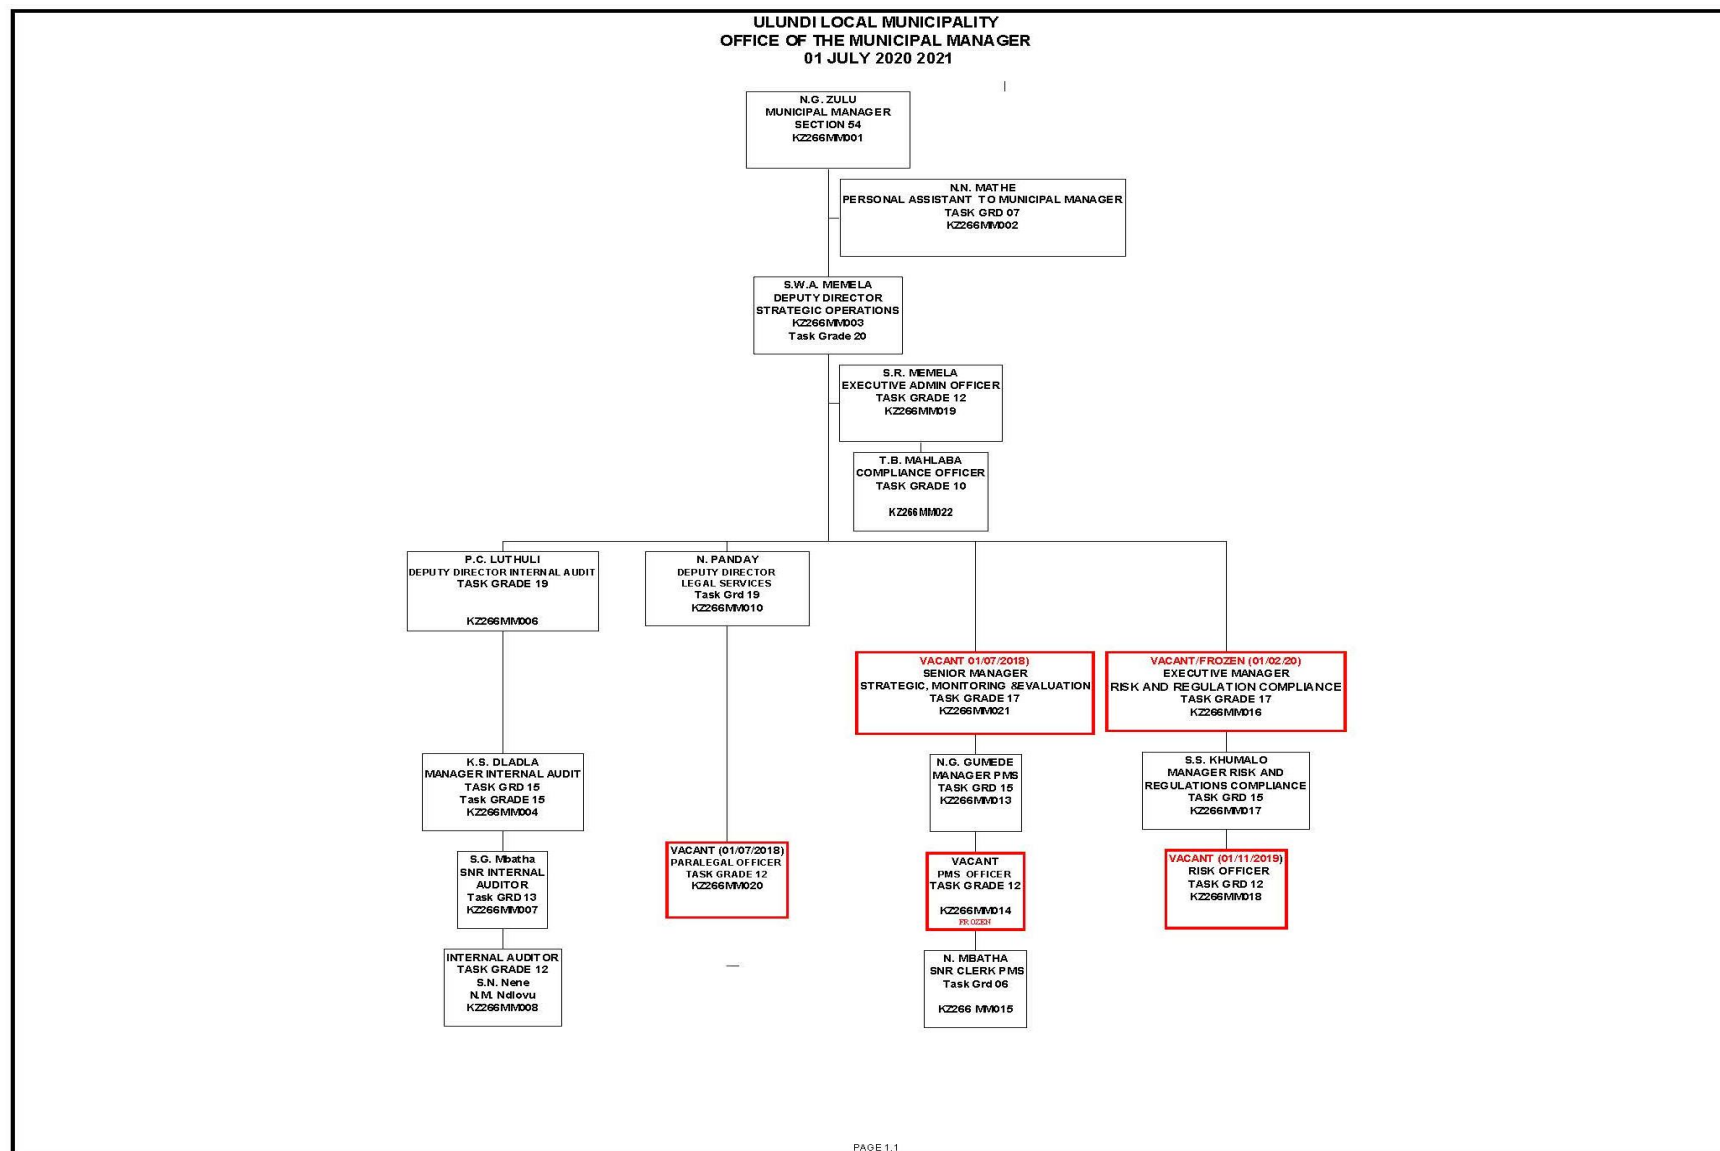 ULUNDI LOCAL MUNICIPALITY
OFFICE OF THE MUNICIPAL MANAGER
01 JULY 2020 2021
N.G. ZULU
MUNICIPAL MANAGER
SECTION 54
KZ266MM001
N.N. MATHE
PERSONAL ASSISTANT TO MUNICIPAL MANAGER
TASK GRD 07
KZ266MM002
S.W.A. MEMELA
DEPUTY DIRECTOR
STRATEGIC OPERATIONS
KZ266MM003
Task Grade 20
S.R. MEMELA
EXECUTIVE ADMIN OFFICER
TASK GRADE 12
KZ266MM019
T.B. MAHLABA
COMPLIANCE OFFICER
TASK GRADE 10
KZ266MM022
P.C. LUTHULI
DEPUTY DIRECTOR INTERNAL AUDIT
TASK GRADE 19
KZ266MM006
N. PANDAY
DEPUTY DIRECTOR
LEGAL SERVICES
Task Grd 19
KZ266MM010
VACANT 01/07/2018)
SENIOR MANAGER
STRATEGIC, MONITORING &EVALUATION
TASK GRADE 17
KZ266MM021
VACANT/FROZEN (01/02/20)
EXECUTIVE MANAGER
RISK AND REGULATION COMPLIANCE
TASK GRADE 17
KZ266MM016
K.S. DLADLA
MANAGER INTERNAL AUDIT
TASK GRD 15
Task GRADE 15
KZ266MM004
N.G. GUMEDE
MANAGER PMS
TASK GRD 15
KZ266MM013
S.S. KHUMALO
MANAGER RISK AND
REGULATIONS COMPLIANCE
TASK GRD 15
KZ266MM017
S.G. Mbatha
SNR INTERNAL
AUDITOR
Task GRD 13
KZ266MM007
VACANT (01/07/2018)
PARALEGAL OFFICER
TASK GRADE 12
KZ266MM020
VACANT
PMS OFFICER
TASK GRADE 12
KZ266MM014
FROZEN
VACANT (01/11/2019)
RISK OFFICER
TASK GRD 12
KZ266MM018
INTERNAL AUDITOR
TASK GRADE 12
S.N. Nene
N.M. Ndlovu
KZ266MM008
N. MBATHA
SNR CLERK PMS
Task Grd 06
KZ266 MM015
PAGE 1.1